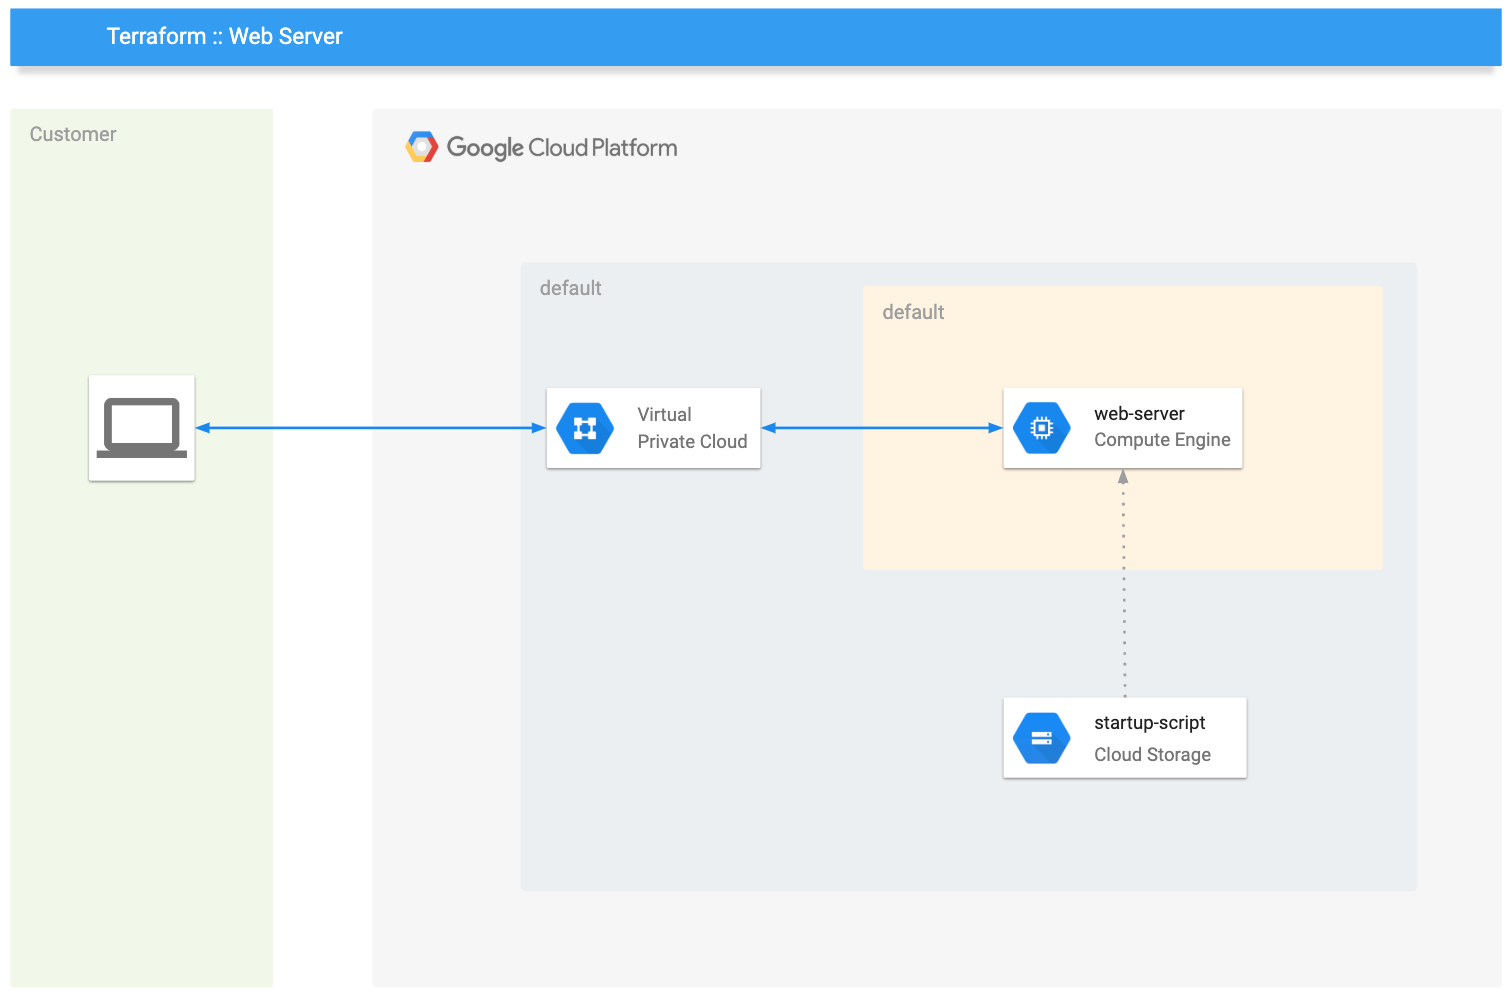 Terraform :: Web Server
Customer
Google Cloud Platform
default
default
Virtual
Private Cloud
web-server
Compute Engine
startup-script
Cloud Storage